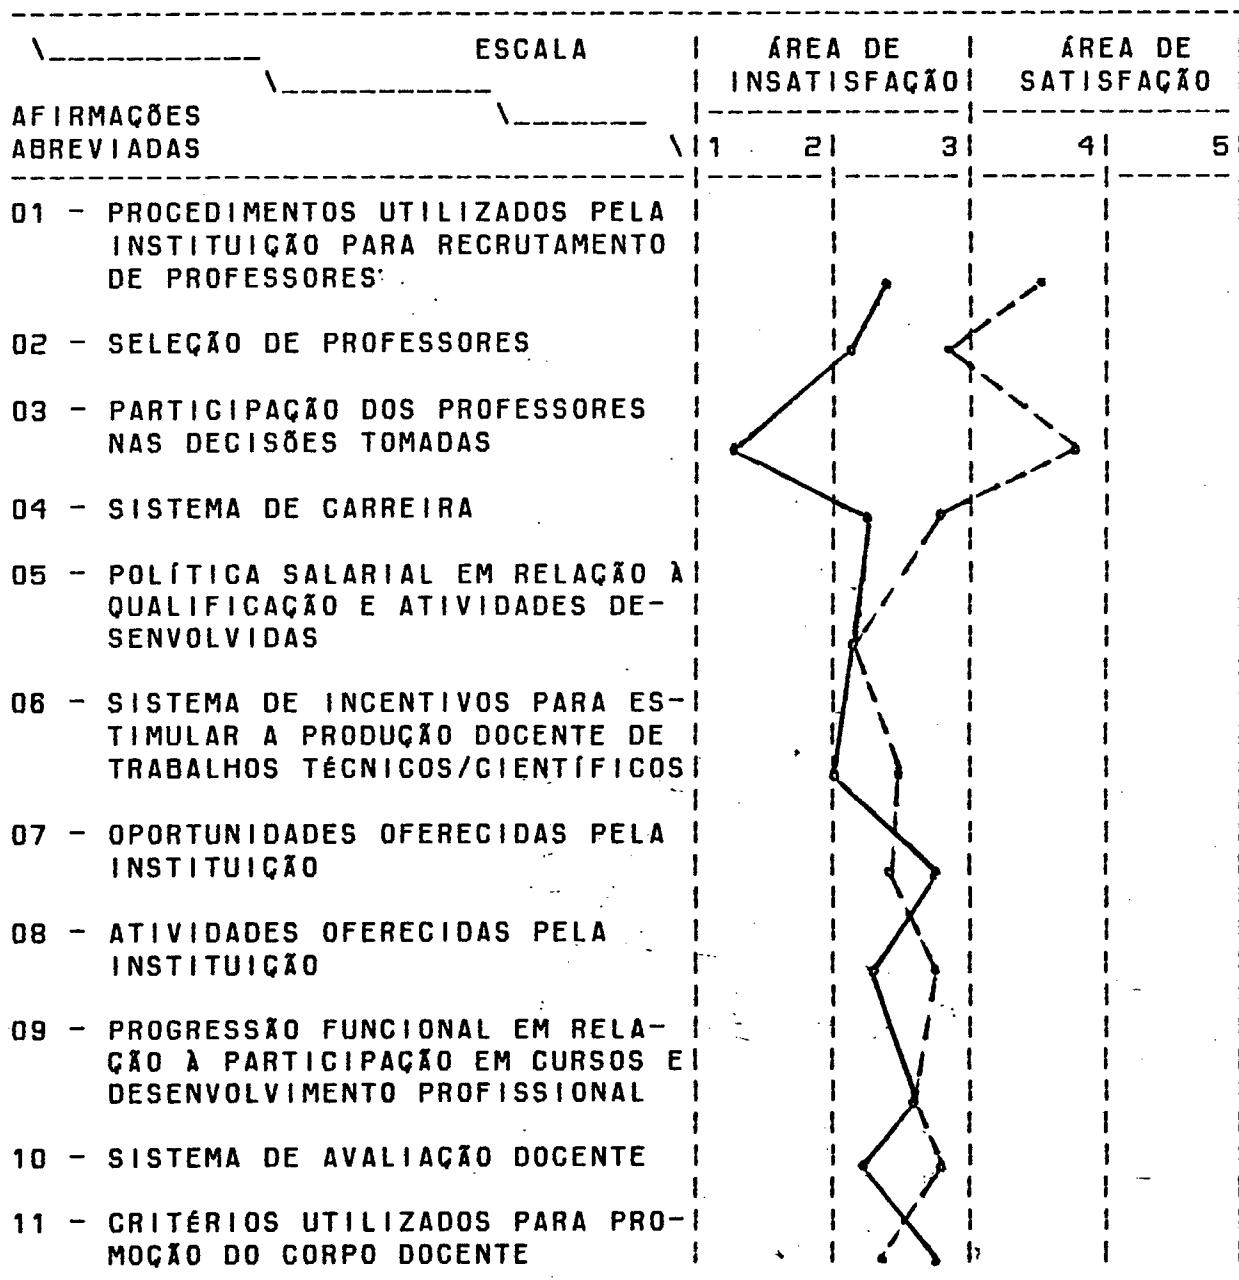 ESCALA ÁREA DE ÁREA DE
INSATISFAÇÃO SATISFAÇÃO
AFIRMAÇÕES
ABREVIADAS 1 2 3 4 5
01 - PROCEDIMENTOS UTILIZADOS PELA
INSTITUIÇÃO PARA RECRUTAMENTO
DE PROFESSORES
02 - SELEÇÃO DE PROFESSORES
03 - PARTICIPAÇÃO DOS PROFESSORES
NAS DECISÕES TOMADAS
04 - SISTEMA DE CARREIRA
05 - POLÍTICA SALARIAL EM RELAÇÃO À
QUALIFICAÇÃO E ATIVIDADES DE-
SENVOLVIDAS
06 - SISTEMA DE INCENTIVOS PARA ES-
TIMULAR A PRODUÇÃO DOCENTE DE
TRABALHOS TÉCNICOS/CIENTÍFICOS
07 - OPORTUNIDADES OFERECIDAS PELA
INSTITUIÇÃO
08 - ATIVIDADES OFERECIDAS PELA
INSTITUIÇÃO
09 - PROGRESSÃO FUNCIONAL EM RELA-
ÇÃO À PARTICIPAÇÃO EM CURSOS E
DESENVOLVIMENTO PROFISSIONAL
10 - SISTEMA DE AVALIAÇÃO DOCENTE
11 - CRITÉRIOS UTILIZADOS PARA PRO-
MOÇÃO DO CORPO DOCENTE